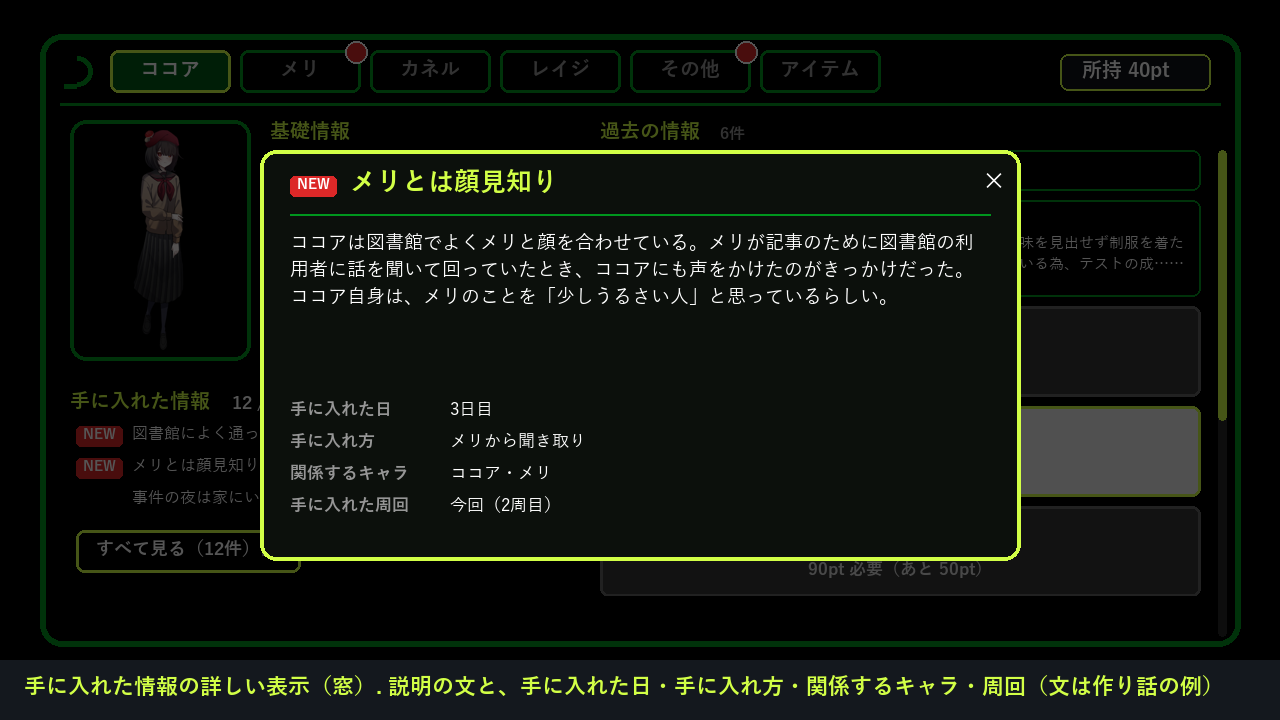 ココア メリ カネル レイジ その他 アイテム 所持 40pt
基礎情報
過去の情報 6件
NEW メリとは顔見知り
ココアは図書館でよくメリと顔を合わせている。メリが記事のために図書館の利
用者に話を聞いて回っていたとき、ココアにも声をかけたのがきっかけだった。
ココア自身は、メリのことを「少しうるさい人」と思っているらしい。
手に入れた日 3日目
手に入れ方 メリから聞き取り
関係するキャラ ココア・メリ
手に入れた周回 今回（2周目）
味を見出せず制服を着た
いる為、テストの成……
手に入れた情報 12 /
NEW 図書館によく通っ
NEW メリとは顔見知り
事件の夜は家にい
すべて見る（12件）
90pt 必要（あと 50pt）
手に入れた情報の詳しい表示（窓）. 説明の文と、手に入れた日・手に入れ方・関係するキャラ・周回（文は作り話の例）